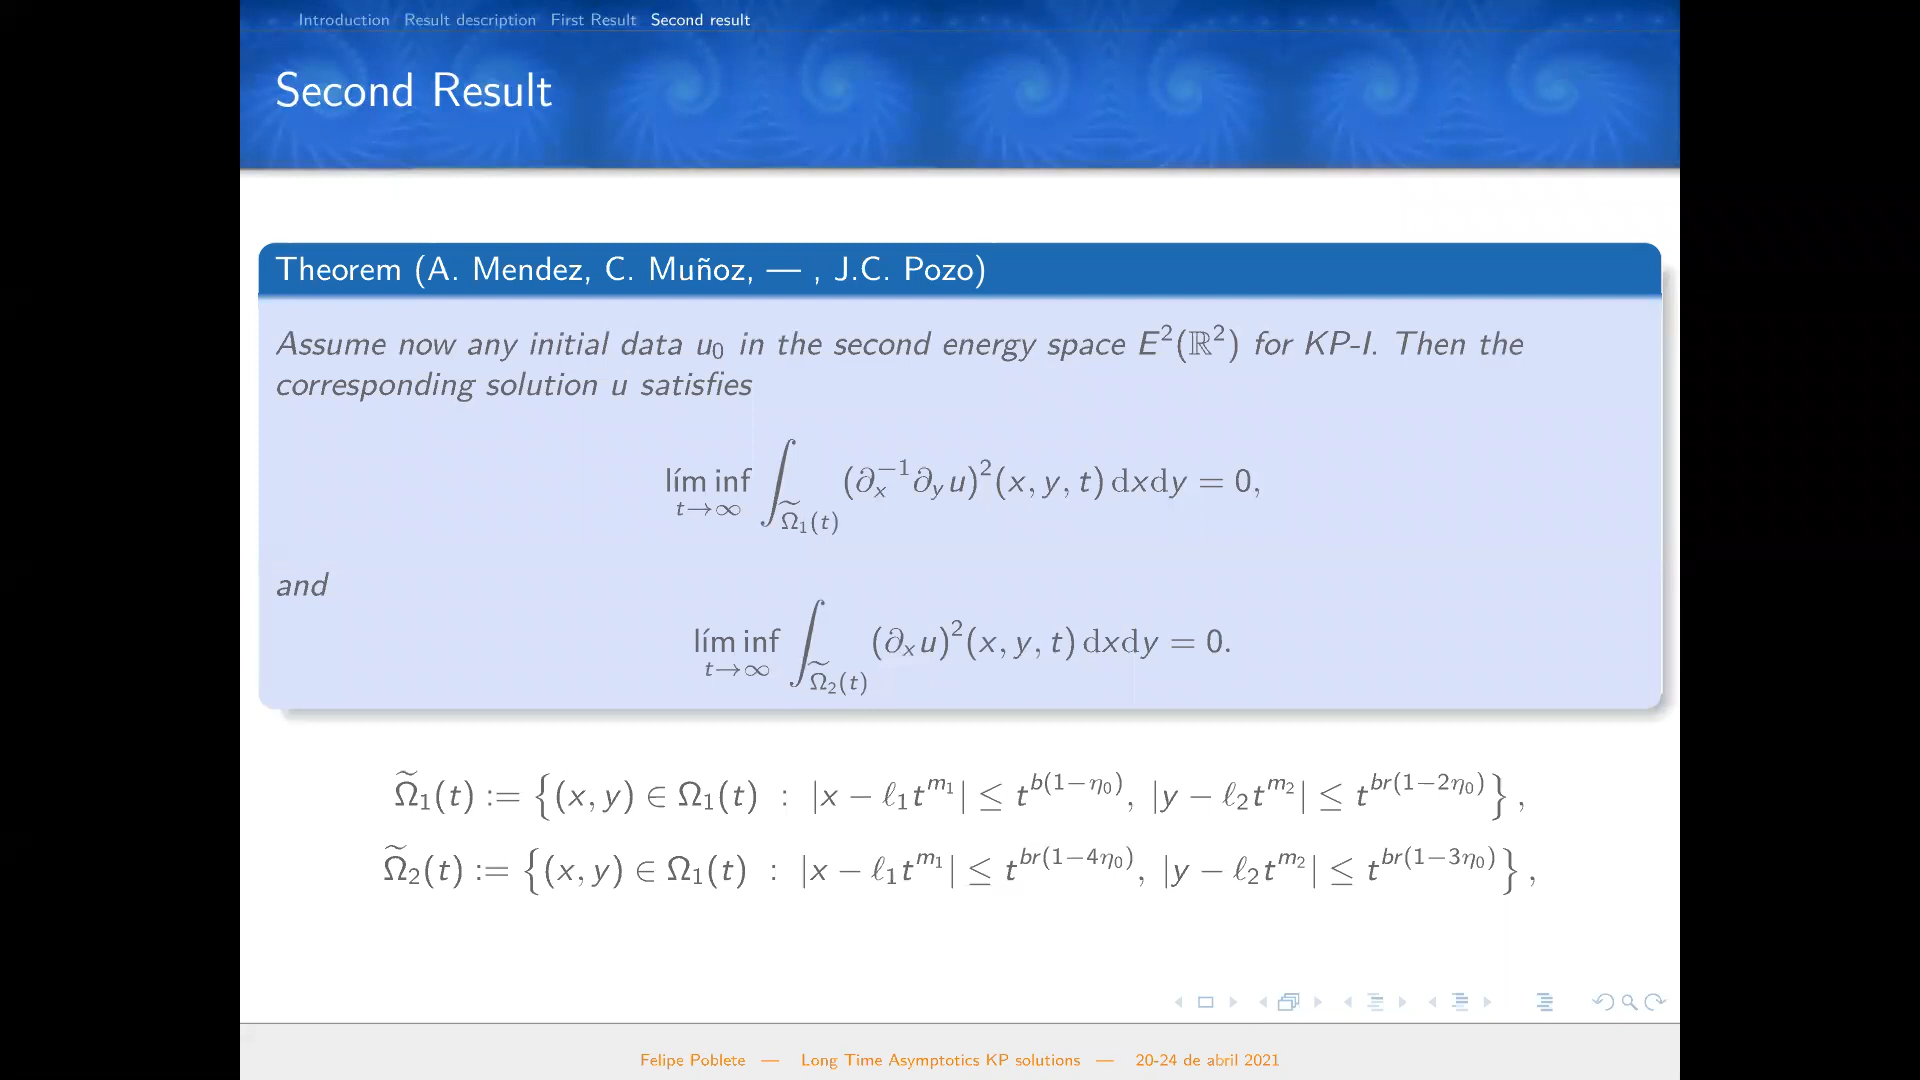 Introduction Result description First Result Second result
Second Result
Theorem (A. Mendez, C. Muñoz, — , J.C. Pozo)
Assume now any initial data u₀ in the second energy space E²(ℝ²) for KP-I. Then the
corresponding solution u satisfies
lím inf_{t→∞} ∫_{Ω̃₁(t)} (∂ₓ⁻¹∂_y u)²(x, y, t) dxdy = 0,
and
lím inf_{t→∞} ∫_{Ω̃₂(t)} (∂ₓu)²(x, y, t) dxdy = 0.
Ω̃₁(t) := {(x, y) ∈ Ω₁(t) : |x − ℓ₁t^{m₁}| ≤ t^{b(1−η₀)}, |y − ℓ₂t^{m₂}| ≤ t^{br(1−2η₀)}},
Ω̃₂(t) := {(x, y) ∈ Ω₁(t) : |x − ℓ₁t^{m₁}| ≤ t^{br(1−4η₀)}, |y − ℓ₂t^{m₂}| ≤ t^{br(1−3η₀)}},
Felipe Poblete — Long Time Asymptotics KP solutions — 20-24 de abril 2021